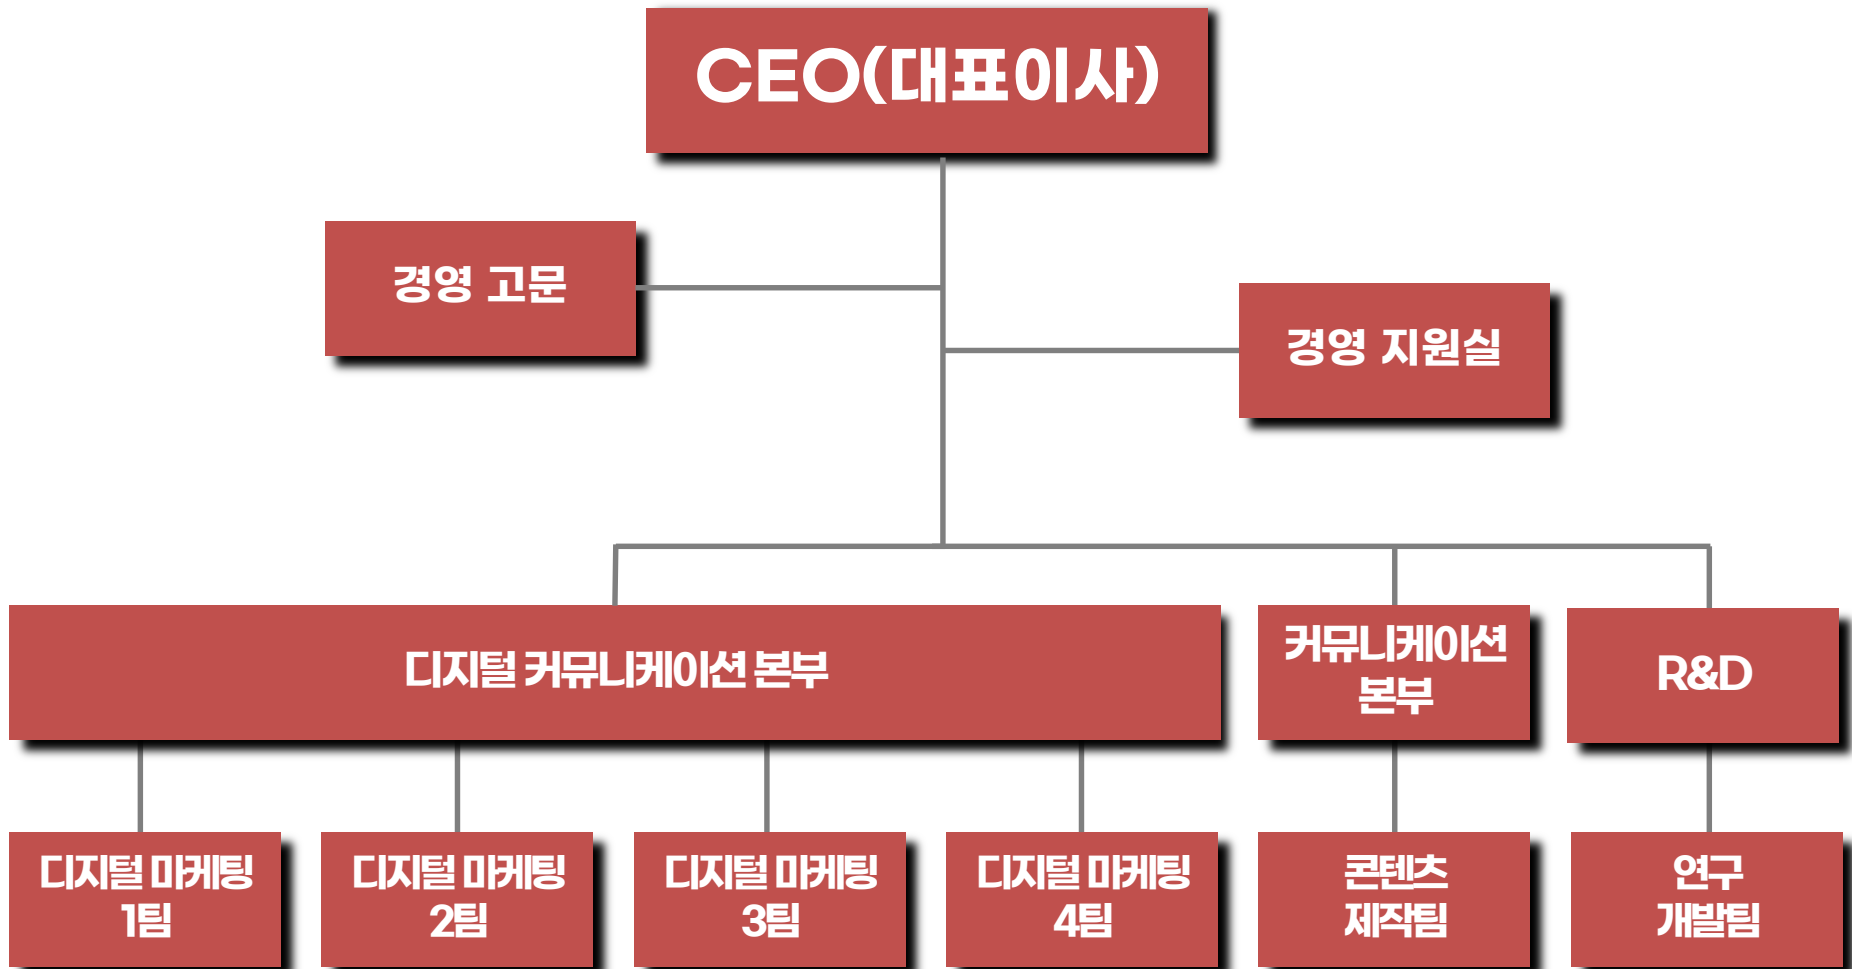 CEO(대표이사)
경영 고문
경영 지원실
디지털 커뮤니케이션 본부
커뮤니케이션
본부
R&D
디지털 마케팅
1팀
디지털 마케팅
2팀
디지털 마케팅
3팀
디지털 마케팅
4팀
콘텐츠
제작팀
연구
개발팀